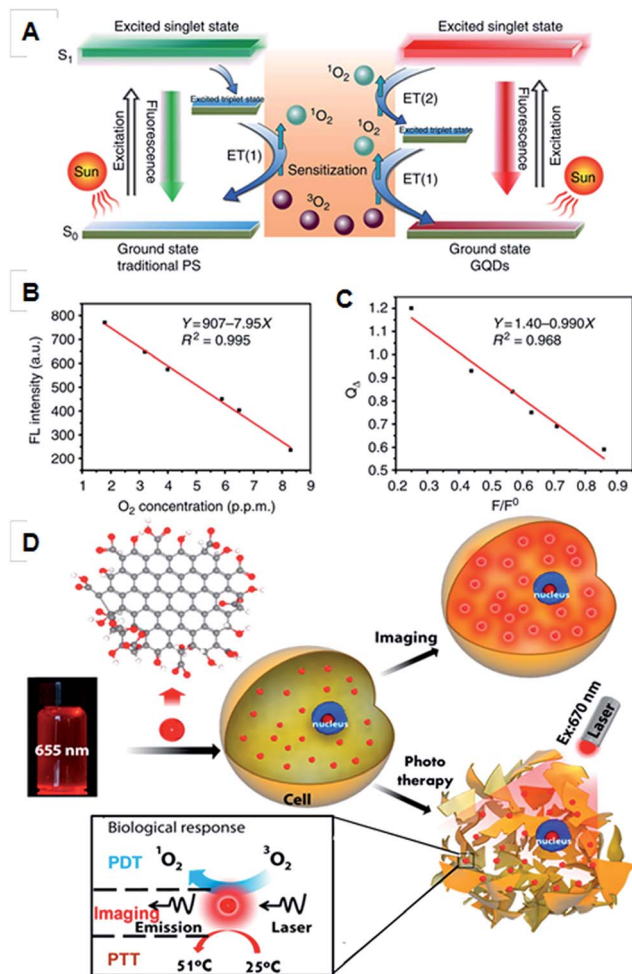 A
Excited singlet state
Excited singlet state
S1
1O2
ET(2)
Excited triplet state
1O2
1O2
Excited triplet state
Excitation
Fluorescence
ET(1)
Sensitization
ET(1)
Fluorescence
Excitation
Sun
3O2
Sun
S0
Ground state
traditional PS
Ground state
GQDs
B
Y=907–7.95X
R2 = 0.995
FL intensity (a.u.)
800
700
600
500
400
300
200
1 2 3 4 5 6 7 8 9
O2 concentration (p.p.m.)
C
Y=1.40–0.990X
R2 = 0.968
QΔ
1.2
1.1
1.0
0.9
0.8
0.7
0.6
0.5
0.2 0.3 0.4 0.5 0.6 0.7 0.8 0.9
F/F0
D
nucleus
Imaging
655 nm
nucleus
Cell
Photo
therapy
Ex:670 nm
Laser
nucleus
Biological response
PDT
1O2
3O2
Imaging
Emission
Laser
PTT
51°C
25°C